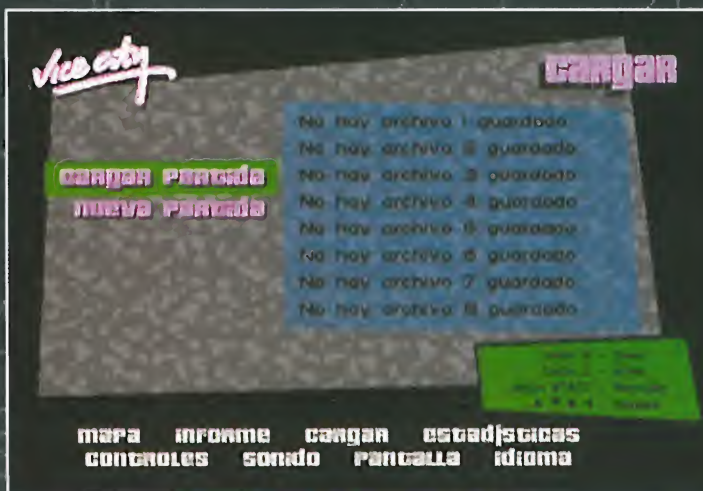 vice city
CARGAR
No hay archivo 1 guardado
No hay archivo 2 guardado
No hay archivo 3 guardado
No hay archivo 4 guardado
No hay archivo 5 guardado
No hay archivo 6 guardado
No hay archivo 7 guardado
No hay archivo 8 guardado
CARGAR PARTIDA
NUEVA PARTIDA
MAPA INFORME CARGAR ESTADÍSTICAS
CONTROLES SONIDO PANTALLA IDIOMA